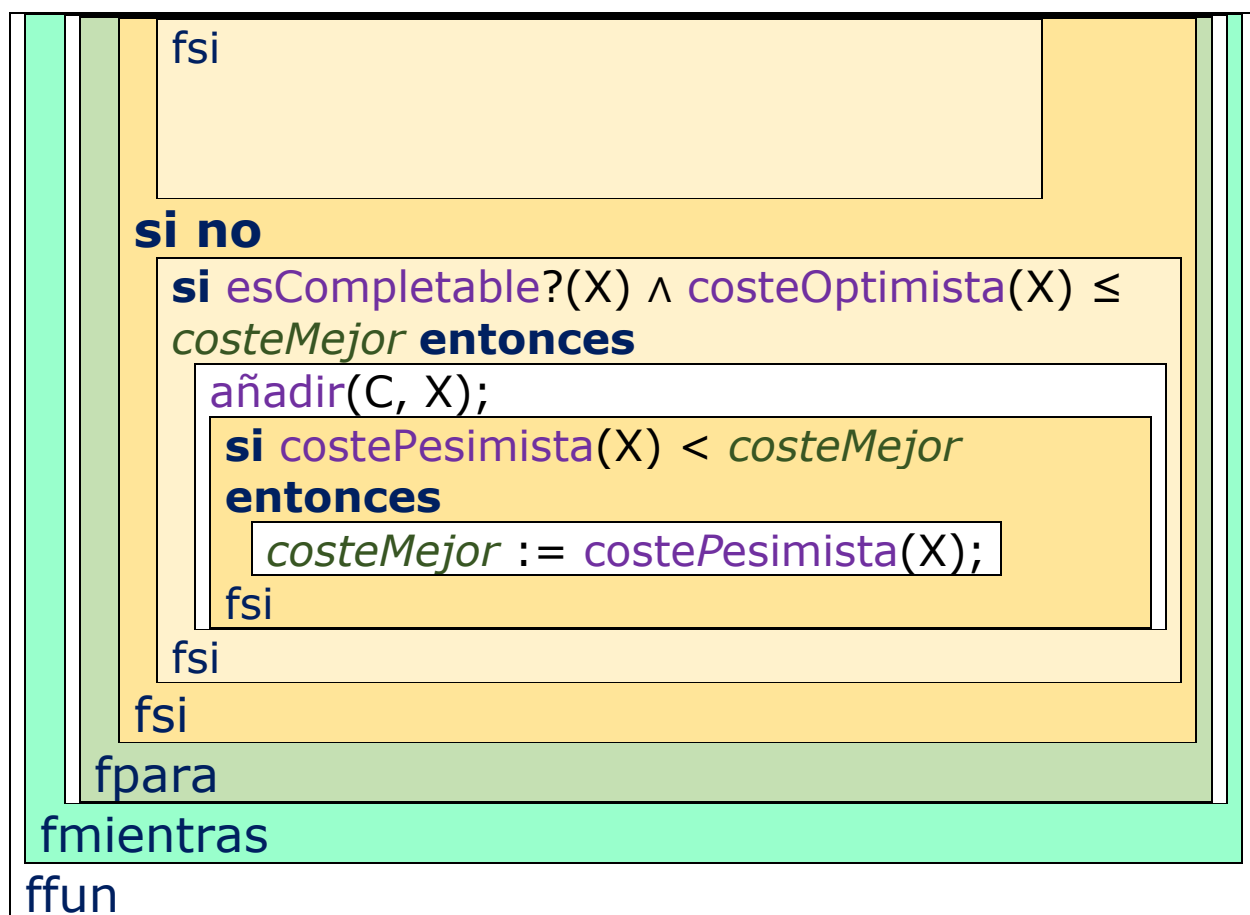 fsi
si no
si esCompletable?(X) ∧ costeOptimista(X) ≤
costeMejor entonces
añadir(C, X);
si costePesimista(X) < costeMejor
entonces
costeMejor := costePesimista(X);
fsi
fsi
fsi
fpara
fmientras
ffun